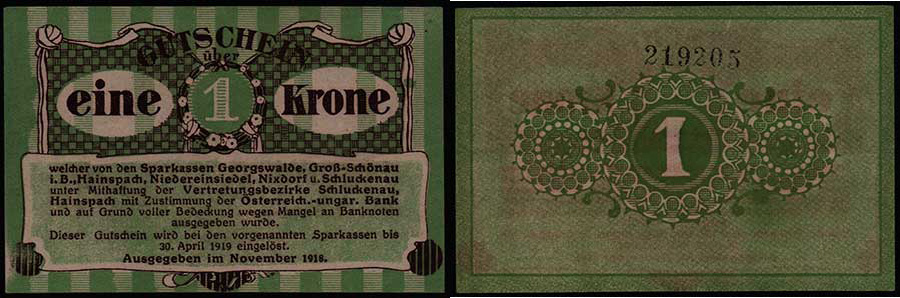 GUTSCHEIN
über
eine 1 Krone
welcher von den Sparkassen Georgswalde, Groß-Schönau
i. B., Hainspach, Niedereinsiedel, Nixdorf u. Schluckenau
unter Mithaftung der Vertretungsbezirke Schluckenau,
Hainspach mit Zustimmung der Österreich.-ungar. Bank
und auf Grund voller Bedeckung wegen Mangel an Banknoten
ausgegeben wurde.
Dieser Gutschein wird bei den vorgenannten Sparkassen bis
30. April 1919 eingelöst.
Ausgegeben im November 1918.
219205
1